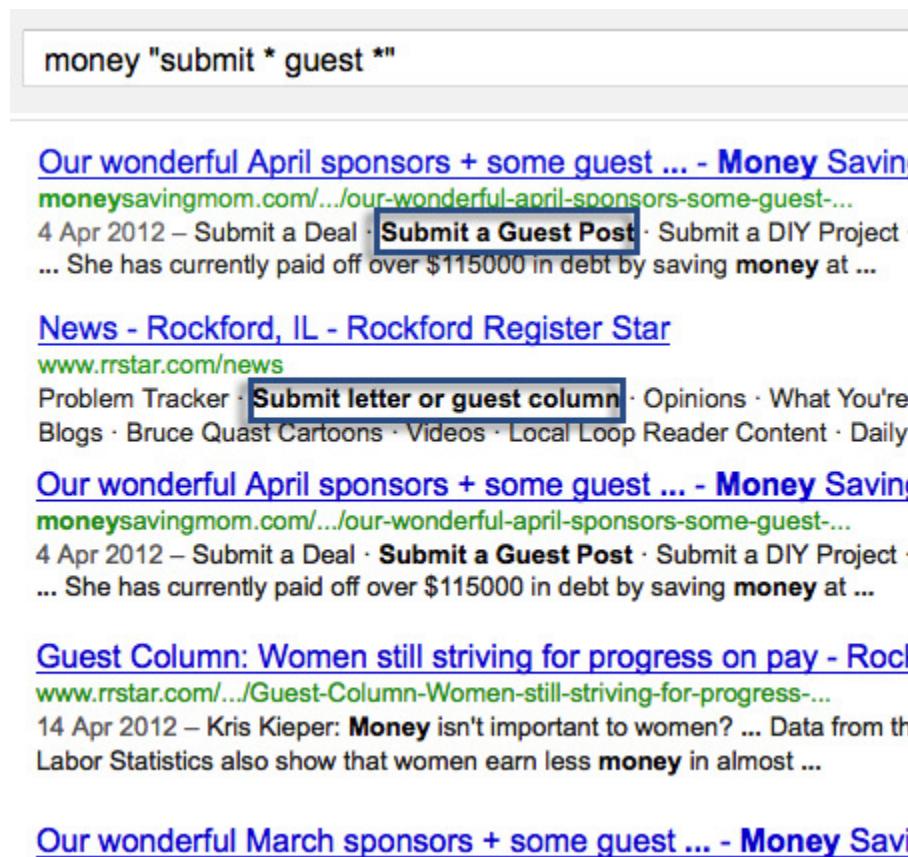 money "submit * guest *"
Our wonderful April sponsors + some guest ... - Money Saving
moneysavingmom.com/.../our-wonderful-april-sponsors-some-guest-...
4 Apr 2012 – Submit a Deal · Submit a Guest Post · Submit a DIY Project ·
... She has currently paid off over $115000 in debt by saving money at ...
News - Rockford, IL - Rockford Register Star
www.rrstar.com/news
Problem Tracker · Submit letter or guest column · Opinions · What You're
Blogs · Bruce Quast Cartoons · Videos · Local Loop Reader Content · Daily
Our wonderful April sponsors + some guest ... - Money Saving
moneysavingmom.com/.../our-wonderful-april-sponsors-some-guest-...
4 Apr 2012 – Submit a Deal · Submit a Guest Post · Submit a DIY Project ·
... She has currently paid off over $115000 in debt by saving money at ...
Guest Column: Women still striving for progress on pay - Rock
www.rrstar.com/.../Guest-Column-Women-still-striving-for-progress-...
14 Apr 2012 – Kris Kieper: Money isn't important to women? ... Data from th
Labor Statistics also show that women earn less money in almost ...
Our wonderful March sponsors + some guest ... - Money Savi